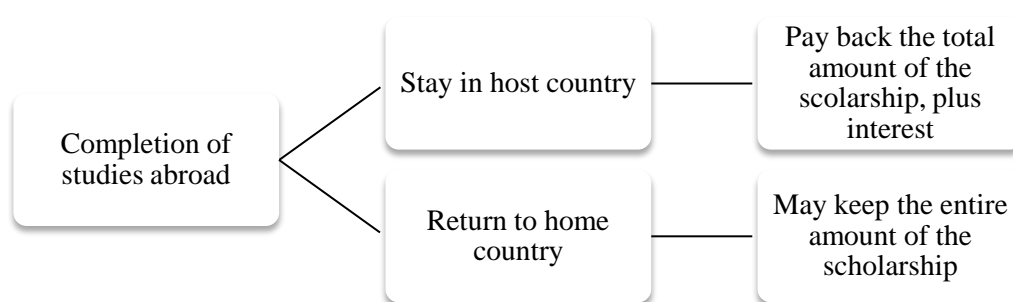 Completion of
studies abroad
Stay in host country
Pay back the total
amount of the
scolarship, plus
interest
Return to home
country
May keep the entire
amount of the
scholarship